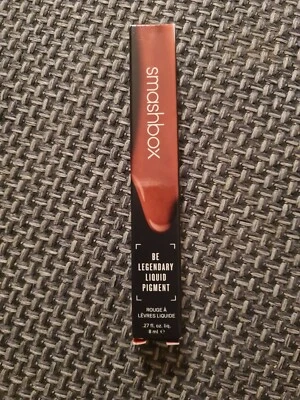 smashbox
BE
LEGENDARY
LIQUID
PIGMENT
ROUGE À
LÈVRES LIQUIDE
.27 fl. oz. liq.
8 ml ℮